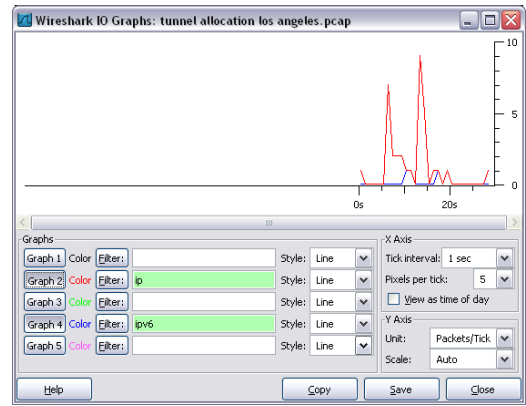 Wireshark IO Graphs: tunnel allocation los angeles.pcap
10
5
0
0s 20s
Graphs
Graph 1 Color Filter: Style: Line
Graph 2 Color Filter: ip Style: Line
Graph 3 Color Filter: Style: Line
Graph 4 Color Filter: ipv6 Style: Line
Graph 5 Color Filter: Style: Line
X Axis
Tick interval: 1 sec
Pixels per tick: 5
View as time of day
Y Axis
Unit: Packets/Tick
Scale: Auto
Help Copy Save Close